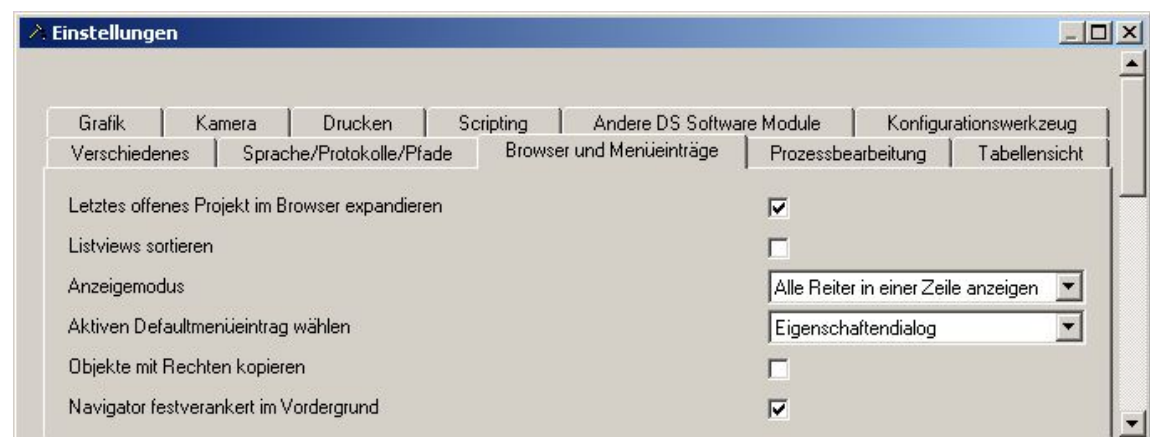 Einstellungen
Grafik Kamera Drucken Scripting Andere DS Software Module Konfigurationswerkzeug
Verschiedenes Sprache/Protokolle/Pfade Browser und Menüeinträge Prozessbearbeitung Tabellensicht
Letztes offenes Projekt im Browser expandieren
Listviews sortieren
Anzeigemodus Alle Reiter in einer Zeile anzeigen
Aktiven Defaultmenüeintrag wählen Eigenschaftendialog
Objekte mit Rechten kopieren
Navigator festverankert im Vordergrund